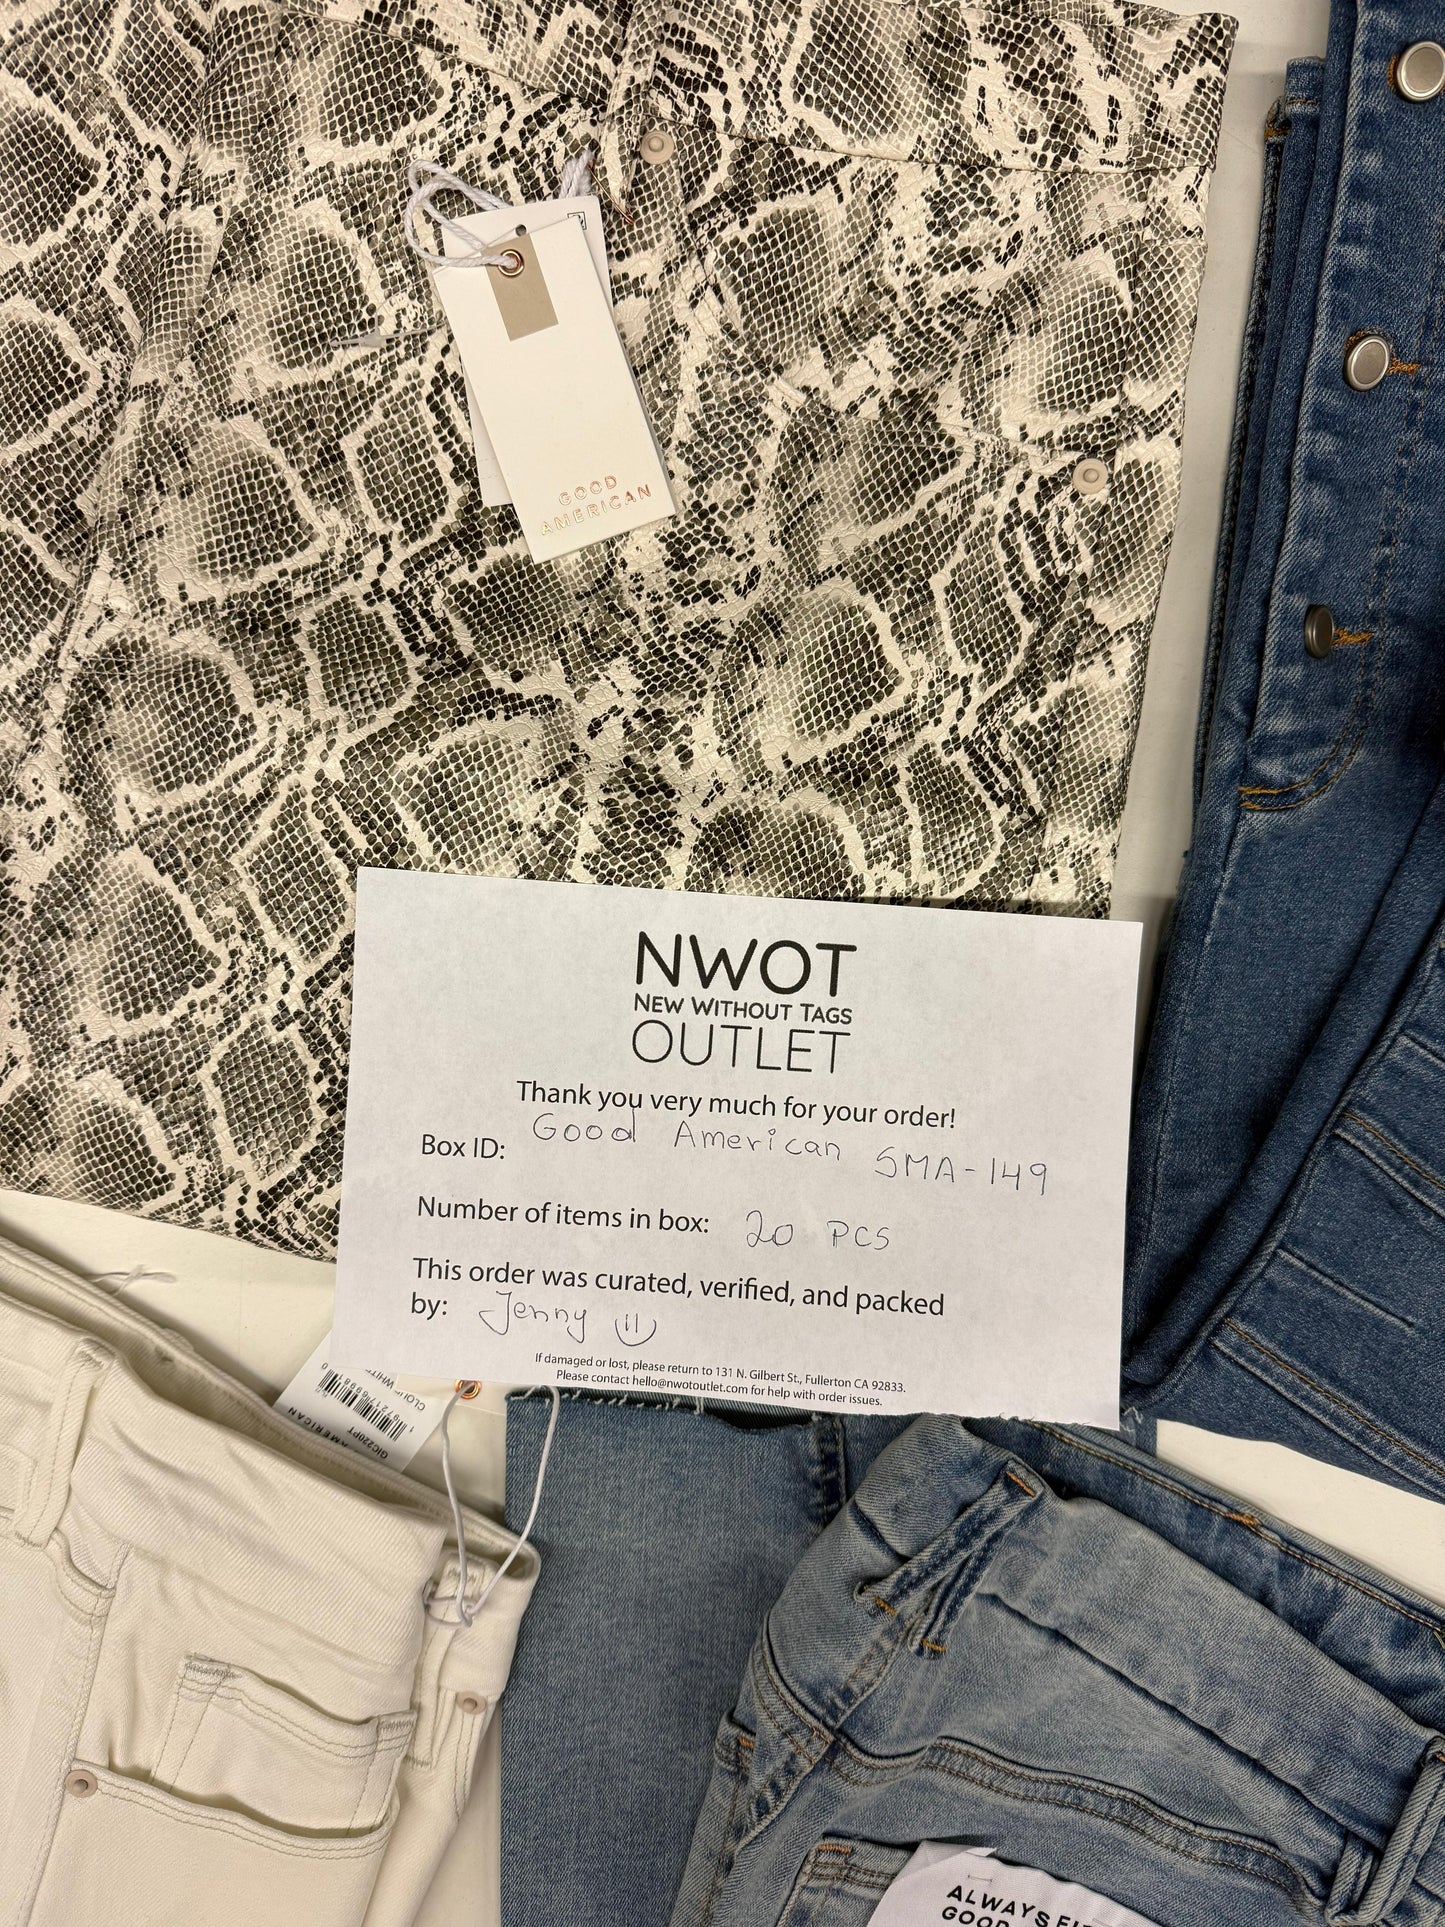 GOOD
AMERICAN
NWOT
NEW WITHOUT TAGS
OUTLET
Thank you very much for your order!
Box ID: Good American SMA-149
Number of items in box: 20 PCS
This order was curated, verified, and packed
by: Jenny
If damaged or lost, please return to 131 N. Gilbert St., Fullerton CA 92833.
Please contact hello@nwotoutlet.com for help with order issues.
AMERICAN
GIC220PT
ALWAYS
GOOD